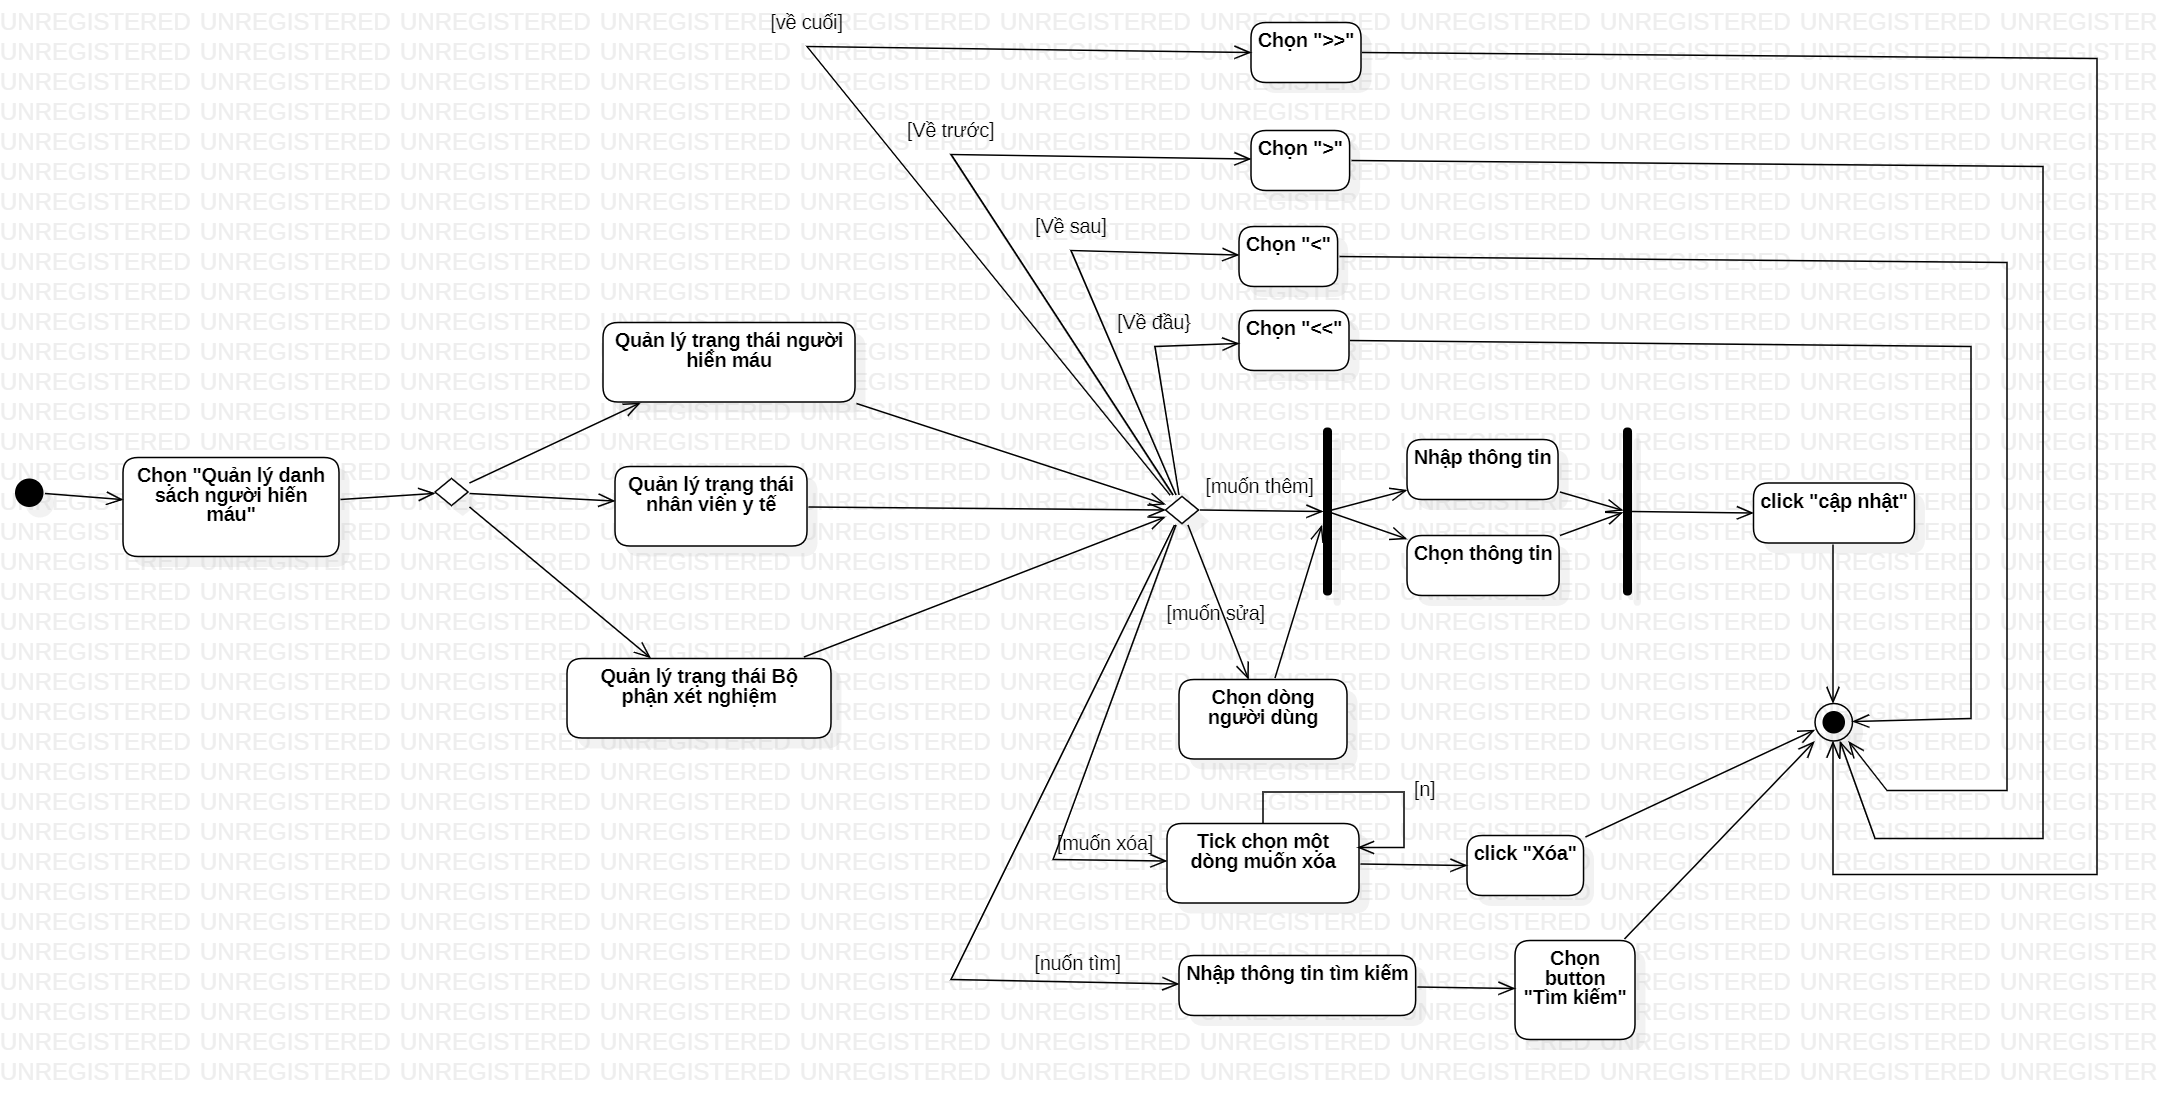 [về cuối]
Chọn ">>"
[Về trước]
Chọn ">"
[Về sau]
Chọn "<"
[Về đầu}
Chọn "<<"
Quản lý trạng thái người
hiến máu
Chọn "Quản lý danh
sách người hiến
máu"
Quản lý trạng thái
nhân viên y tế
[muốn thêm]
Nhập thông tin
click "cập nhật"
Chọn thông tin
[muốn sửa]
Quản lý trạng thái Bộ
phận xét nghiệm
Chọn dòng
người dùng
[n]
[muốn xóa]
Tick chọn một
dòng muốn xóa
click "Xóa"
[nuốn tìm]
Nhập thông tin tìm kiếm
Chọn
button
"Tìm kiếm"
UNREGISTERED